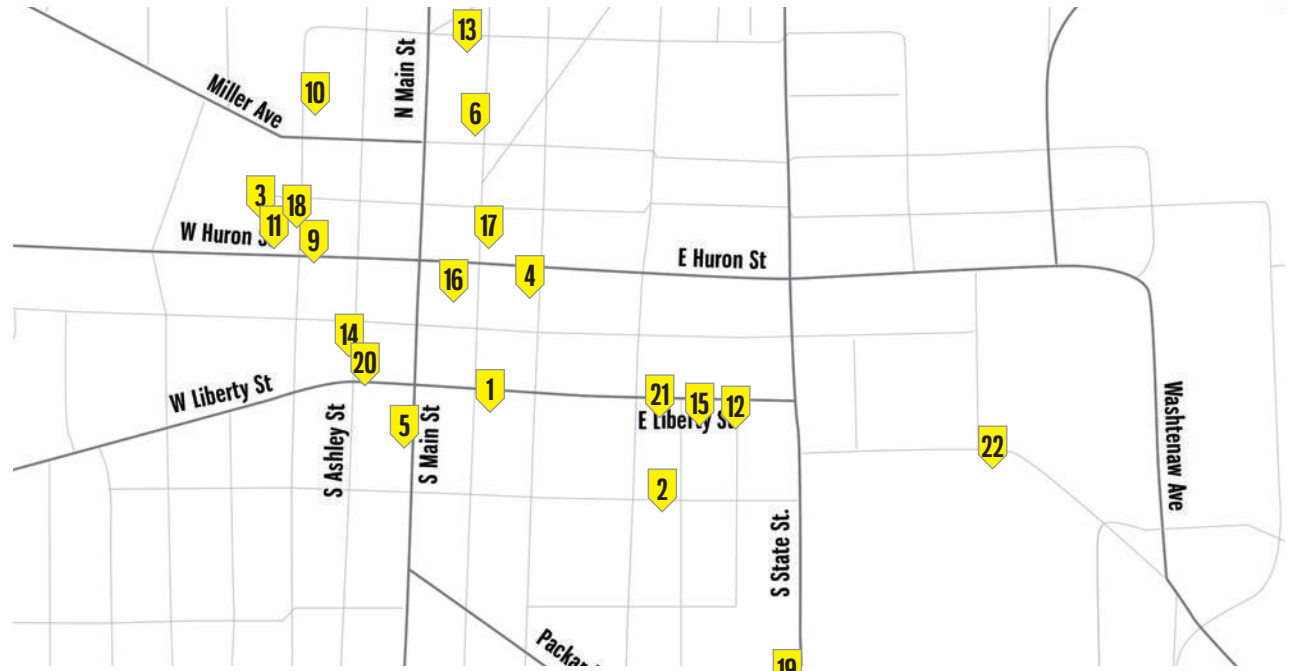 13
N Main St
10
Miller Ave
6
3
18
11
W Huron S
9
17
E Huron St
16
4
14
20
W Liberty St
1
21
15
12
E Liberty St
5
S Ashley St
S Main St
Washtenaw Ave
22
2
S State St.
Packar
19